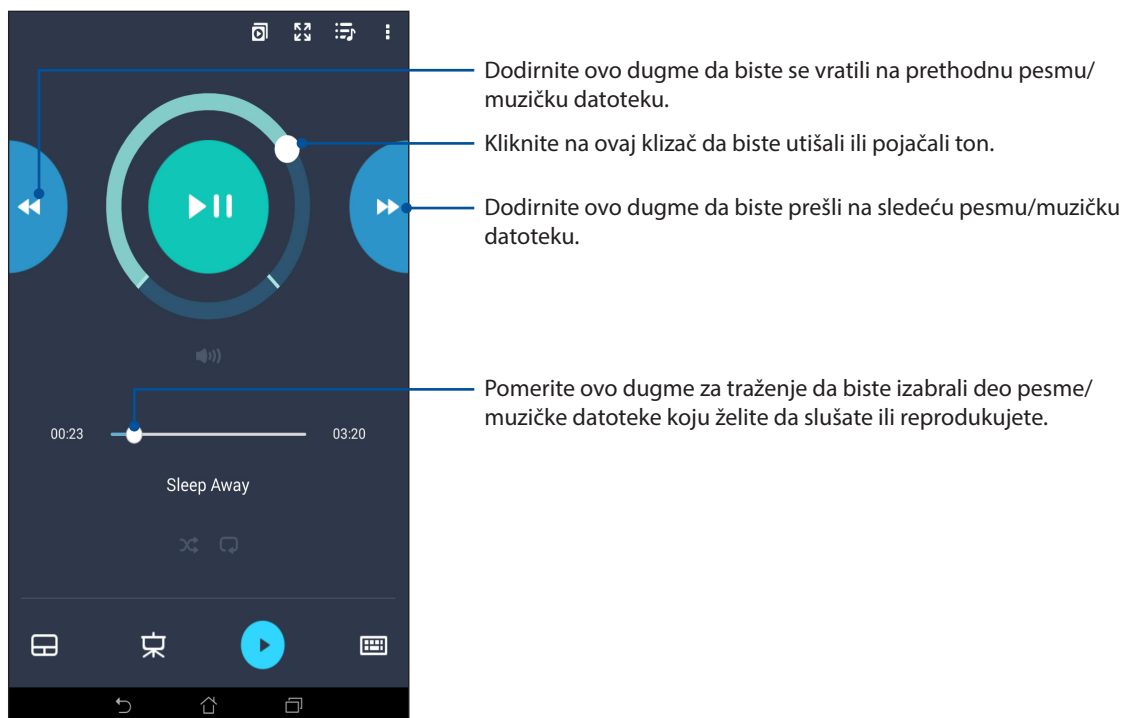 Dodirnite ovo dugme da biste se vratili na prethodnu pesmu/
muzičku datoteku.
Kliknite na ovaj klizač da biste utišali ili pojačali ton.
Dodirnite ovo dugme da biste prešli na sledeću pesmu/muzičku
datoteku.
Pomerite ovo dugme za traženje da biste izabrali deo pesme/
muzičke datoteke koju želite da slušate ili reprodukujete.
00:23
03:20
Sleep Away